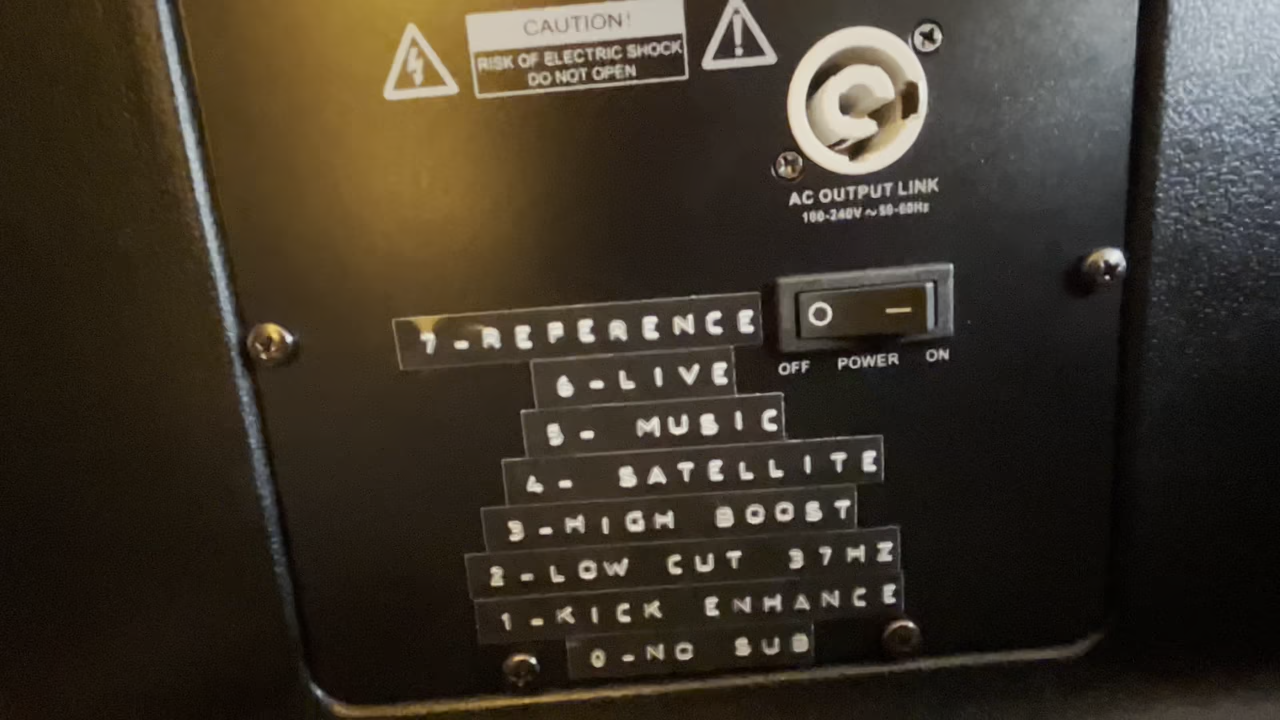 CAUTION!
RISK OF ELECTRIC SHOCK
DO NOT OPEN
AC OUTPUT LINK
100-240V~50-60Hz
OFF POWER ON
7-REFERENCE
6-LIVE
5- MUSIC
4- SATELLITE
3-HIGH BOOST
2-LOW CUT 37HZ
1-KICK ENHANCE
0-NO SUB